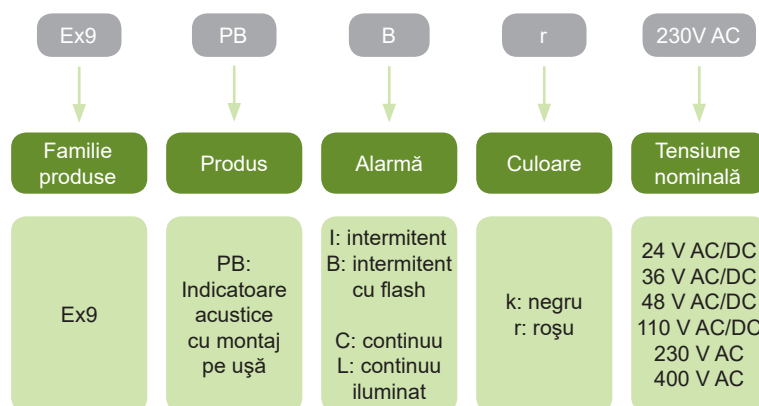 Ex9
PB
B
r
230V AC
Familie
produse
Produs
Alarmă
Culoare
Tensiune
nominală
Ex9
PB:
Indicatoare
acustice
cu montaj
pe uşă
I: intermitent
B: intermitent
cu flash
C: continuu
L: continuu
iluminat
k: negru
r: roşu
24 V AC/DC
36 V AC/DC
48 V AC/DC
110 V AC/DC
230 V AC
400 V AC